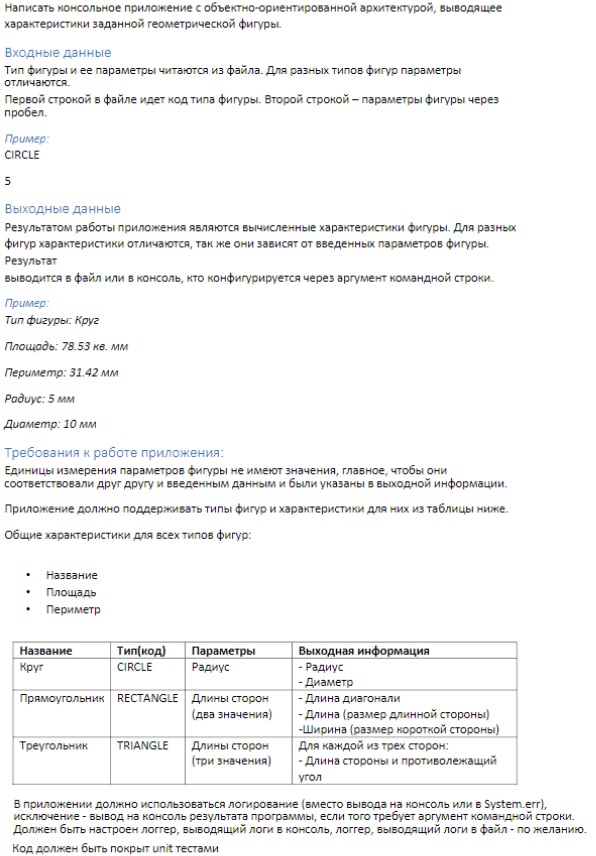 Написать консольное приложение с объектно-ориентированной архитектурой, выводящее
характеристики заданной геометрической фигуры.
Входные данные
Тип фигуры и ее параметры читаются из файла. Для разных типов фигур параметры
отличаются.
Первой строкой в файле идет код типа фигуры. Второй строкой – параметры фигуры через
пробел.
Пример:
CIRCLE
5
Выходные данные
Результатом работы приложения являются вычисленные характеристики фигуры. Для разных
фигур характеристики отличаются, так же они зависят от введенных параметров фигуры.
Результат
выводится в файл или в консоль, кто конфигурируется через аргумент командной строки.
Пример:
Тип фигуры: Круг
Площадь: 78.53 кв. мм
Периметр: 31.42 мм
Радиус: 5 мм
Диаметр: 10 мм
Требования к работе приложения:
Единицы измерения параметров фигуры не имеют значения, главное, чтобы они
соответствовали друг другу и введенным данным и были указаны в выходной информации.
Приложение должно поддерживать типы фигур и характеристики для них из таблицы ниже.
Общие характеристики для всех типов фигур:
• Название
• Площадь
• Периметр
Название Тип(код) Параметры Выходная информация
Круг CIRCLE Радиус - Радиус
- Диаметр
Прямоугольник RECTANGLE Длины сторон - Длина диагонали
(два значения) - Длина (размер длинной стороны)
-Ширина (размер короткой стороны)
Треугольник TRIANGLE Длины сторон Для каждой из трех сторон:
(три значения) - Длина стороны и противолежащий
угол
В приложении должно использоваться логирование (вместо вывода на консоль или в System.err),
исключение - вывод на консоль результата программы, если того требует аргумент командной строки.
Должен быть настроен логгер, выводящий логи в консоль, логгер, выводящий логи в файл - по желанию.
Код должен быть покрыт unit тестами